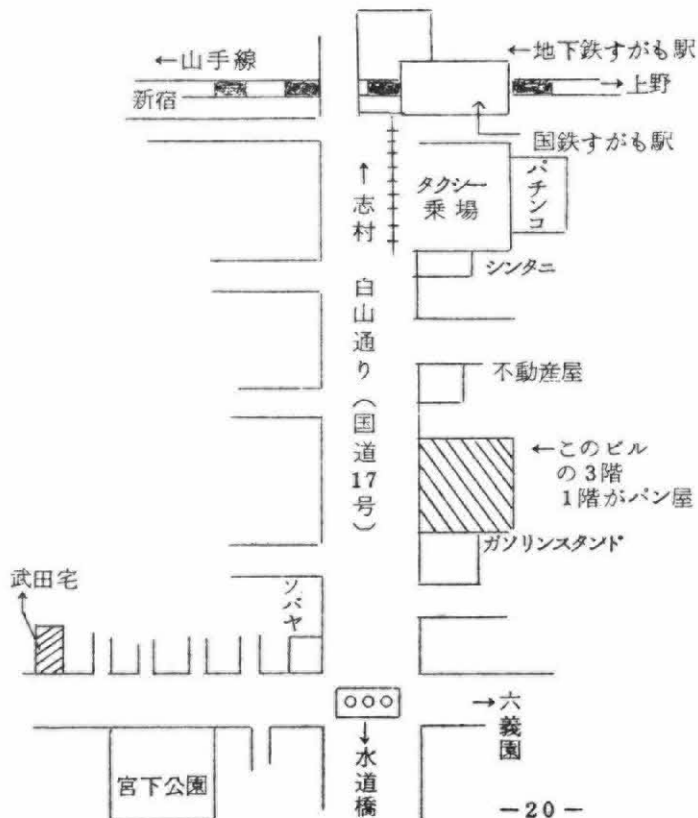 ←地下鉄すがも駅
←山手線
新宿
→上野
国鉄すがも駅
タクシー
乗場
パチンコ
↑志村
シンタニ
白山通り(国道17号)
不動産屋
←このビル
の3階
1階がパン屋
ガソリンスタンド
武田宅
ソバヤ
→六義園
↓水道橋
宮下公園
－20－